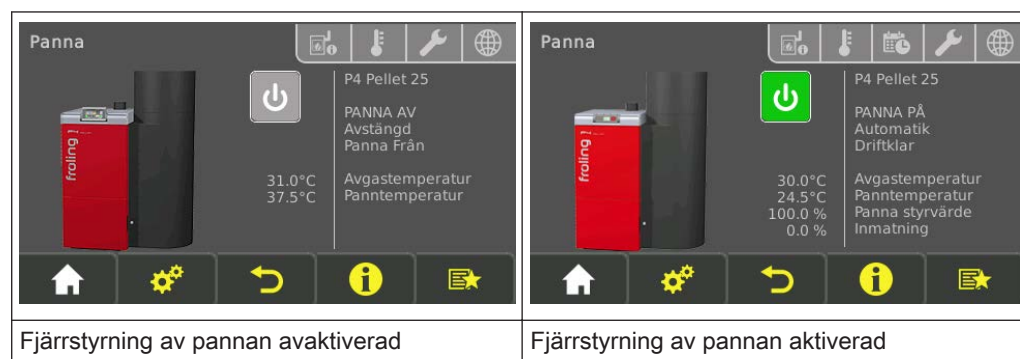 Panna
P4 Pellet 25
PANNA AV
Avstängd
Panna Från
31.0°C Avgastemperatur
37.5°C Panntemperatur
froling
Fjärrstyrning av pannan avaktiverad
Panna
P4 Pellet 25
PANNA PÅ
Automatik
Driftklar
30.0°C Avgastemperatur
24.5°C Panntemperatur
100.0 % Panna styrvärde
0.0 % Inmatning
froling
Fjärrstyrning av pannan aktiverad